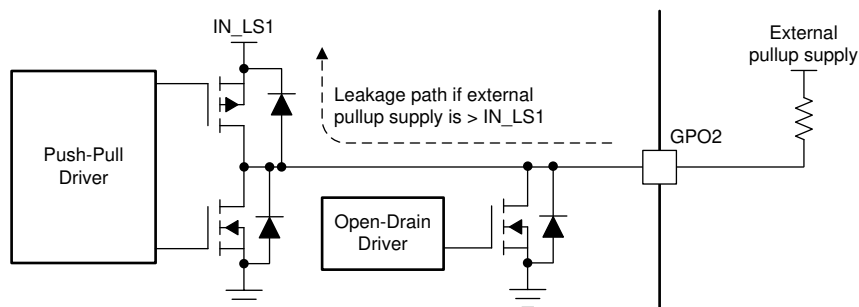 IN_LS1
External
pullup supply
Leakage path if external
pullup supply is > IN_LS1
GPO2
Push-Pull
Driver
Open-Drain
Driver